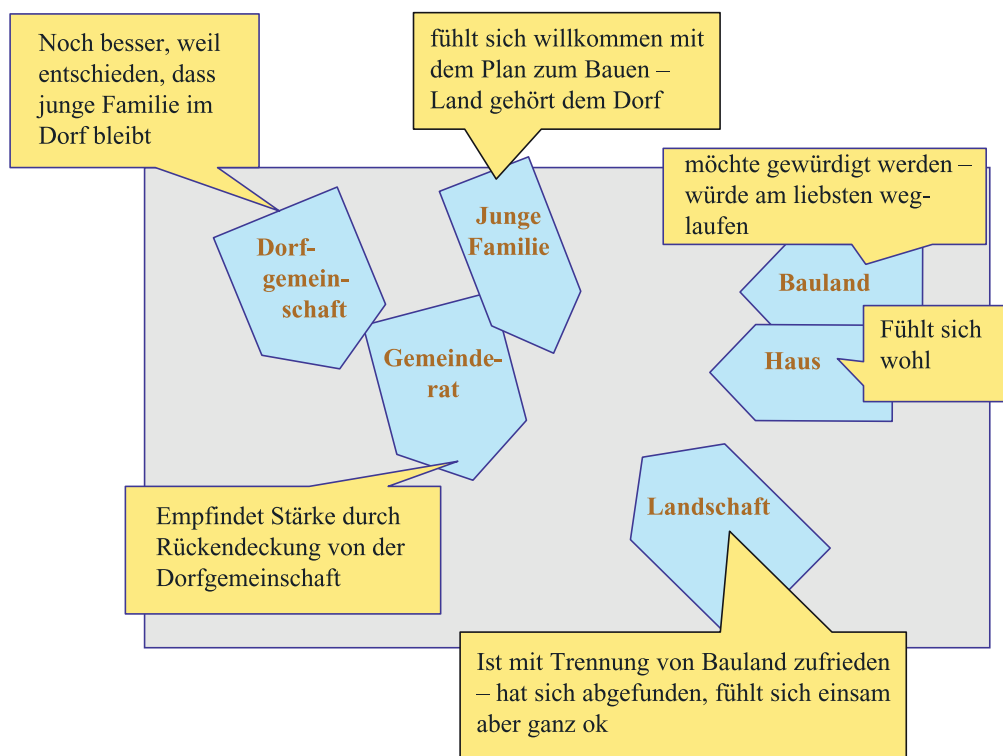 Noch besser, weil
entschieden, dass
junge Familie im
Dorf bleibt
fühlt sich willkommen mit
dem Plan zum Bauen –
Land gehört dem Dorf
möchte gewürdigt werden –
würde am liebsten weg-
laufen
Dorf-
gemein-
schaft
Junge
Familie
Bauland
Fühlt sich
wohl
Haus
Gemeinde-
rat
Landschaft
Empfindet Stärke durch
Rückendeckung von der
Dorfgemeinschaft
Ist mit Trennung von Bauland zufrieden
– hat sich abgefunden, fühlt sich einsam
aber ganz ok